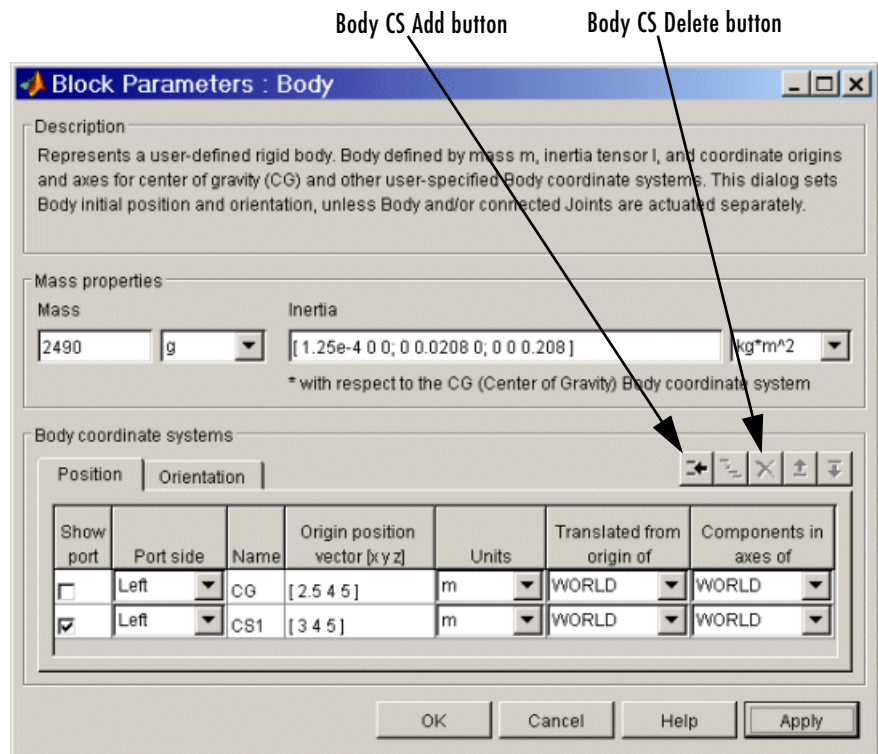 Body CS Add button Body CS Delete button
Block Parameters : Body
Description
Represents a user-defined rigid body. Body defined by mass m, inertia tensor I, and coordinate origins
and axes for center of gravity (CG) and other user-specified Body coordinate systems. This dialog sets
Body initial position and orientation, unless Body and/or connected Joints are actuated separately.
Mass properties
Mass Inertia
2490 g [ 1.25e-4 0 0; 0 0.0208 0; 0 0 0.208 ] kg*m^2
* with respect to the CG (Center of Gravity) Body coordinate system
Body coordinate systems
Position Orientation
Show port Port side Name Origin position vector [x y z] Units Translated from origin of Components in axes of
Left CG [ 2.5 4 5 ] m WORLD WORLD
Left CS1 [ 3 4 5 ] m WORLD WORLD
OK Cancel Help Apply